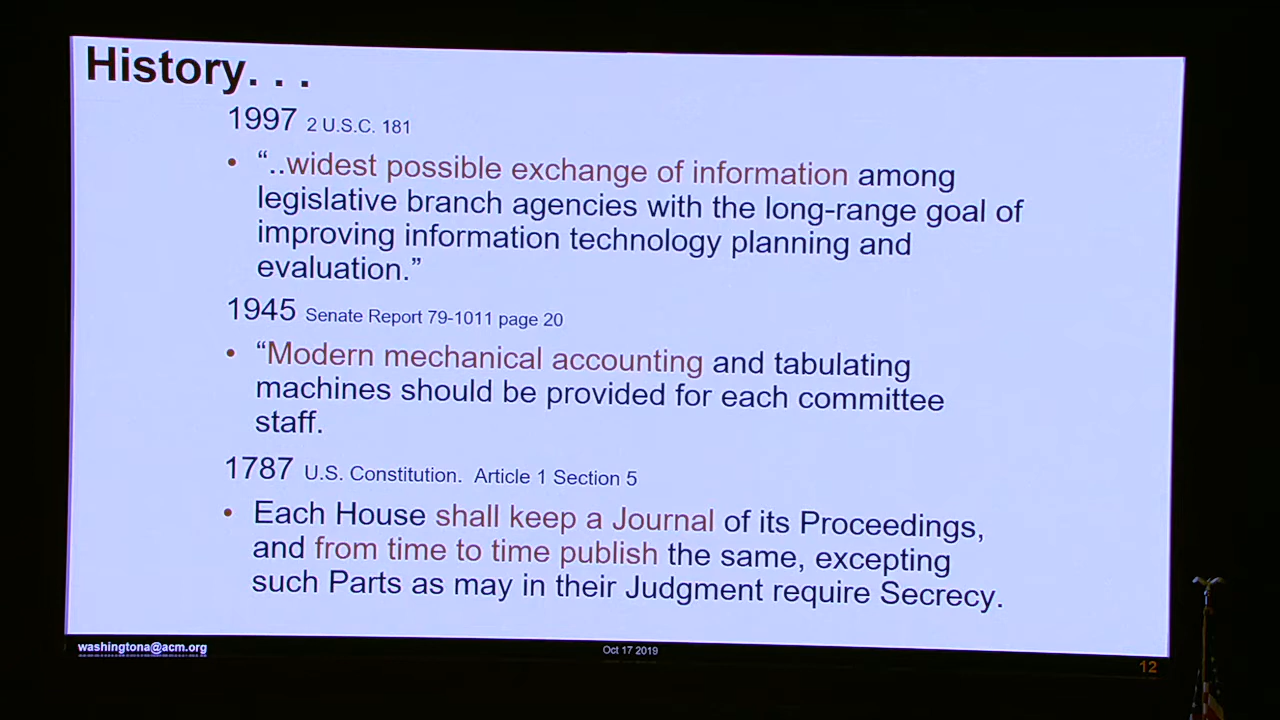 History. . .
1997 2 U.S.C. 181
• “..widest possible exchange of information among
legislative branch agencies with the long-range goal of
improving information technology planning and
evaluation.”
1945 Senate Report 79-1011 page 20
• “Modern mechanical accounting and tabulating
machines should be provided for each committee
staff.
1787 U.S. Constitution. Article 1 Section 5
• Each House shall keep a Journal of its Proceedings,
and from time to time publish the same, excepting
such Parts as may in their Judgment require Secrecy.
washingtona@acm.org Oct 17 2019
12